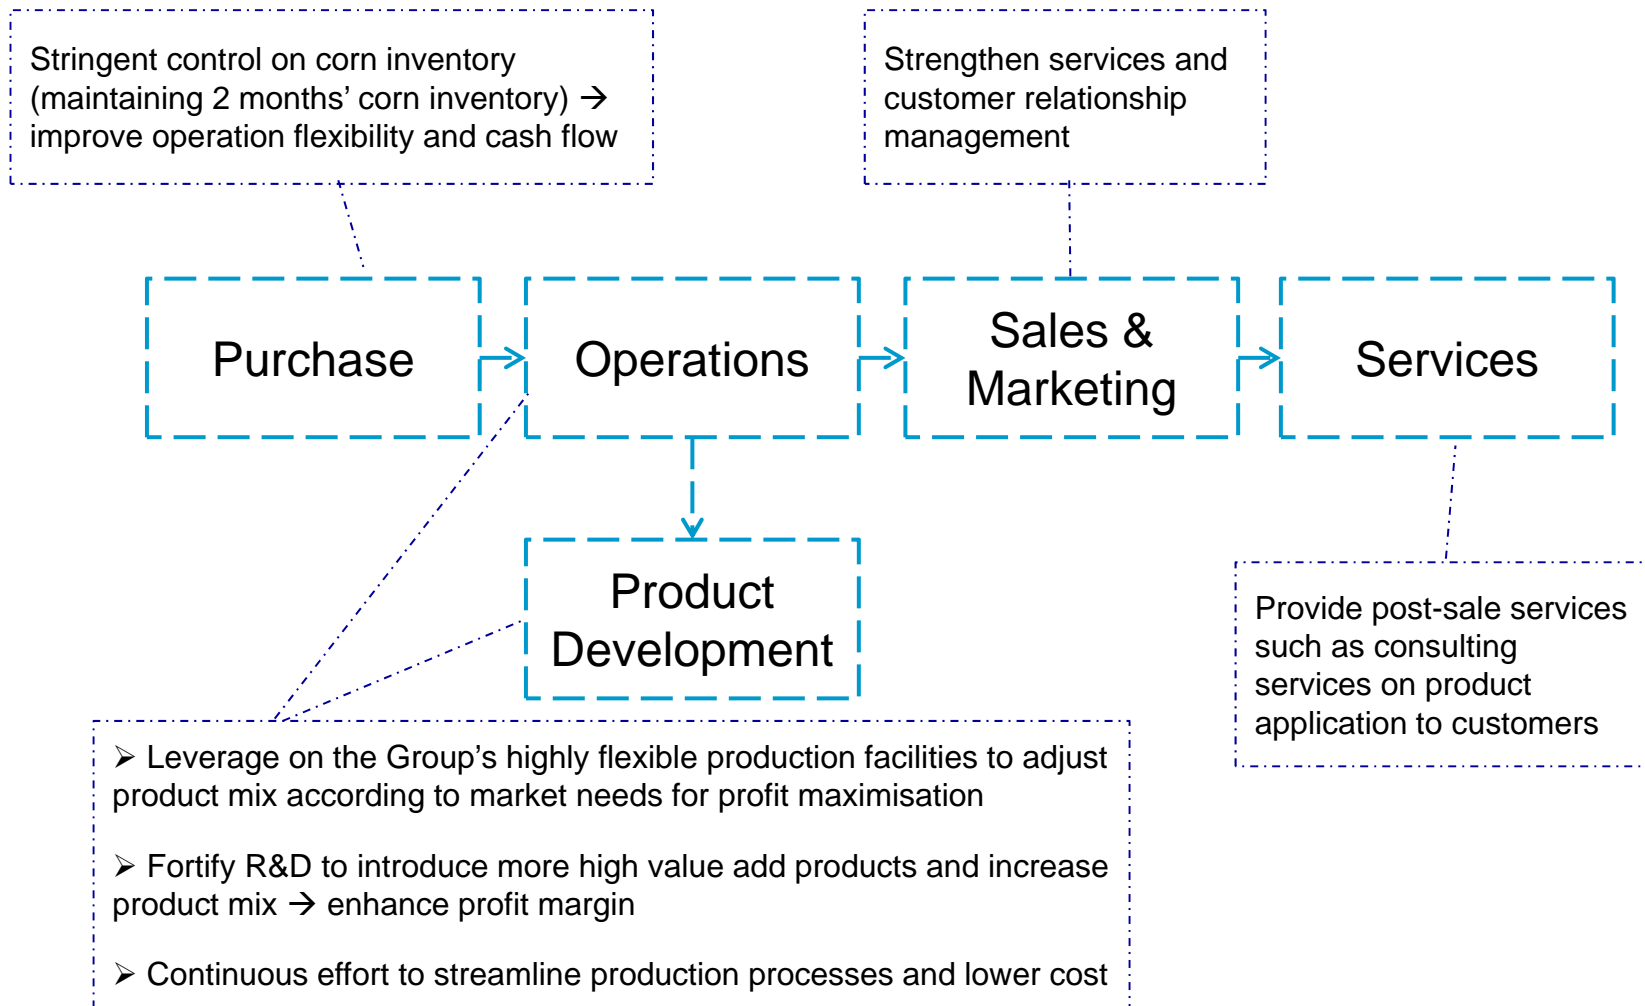 Stringent control on corn inventory
(maintaining 2 months’ corn inventory) →
improve operation flexibility and cash flow
Strengthen services and
customer relationship
management
Purchase
Operations
Sales &
Marketing
Services
Product
Development
Provide post-sale services
such as consulting
services on product
application to customers
➢ Leverage on the Group’s highly flexible production facilities to adjust
product mix according to market needs for profit maximisation
➢ Fortify R&D to introduce more high value add products and increase
product mix → enhance profit margin
➢ Continuous effort to streamline production processes and lower cost